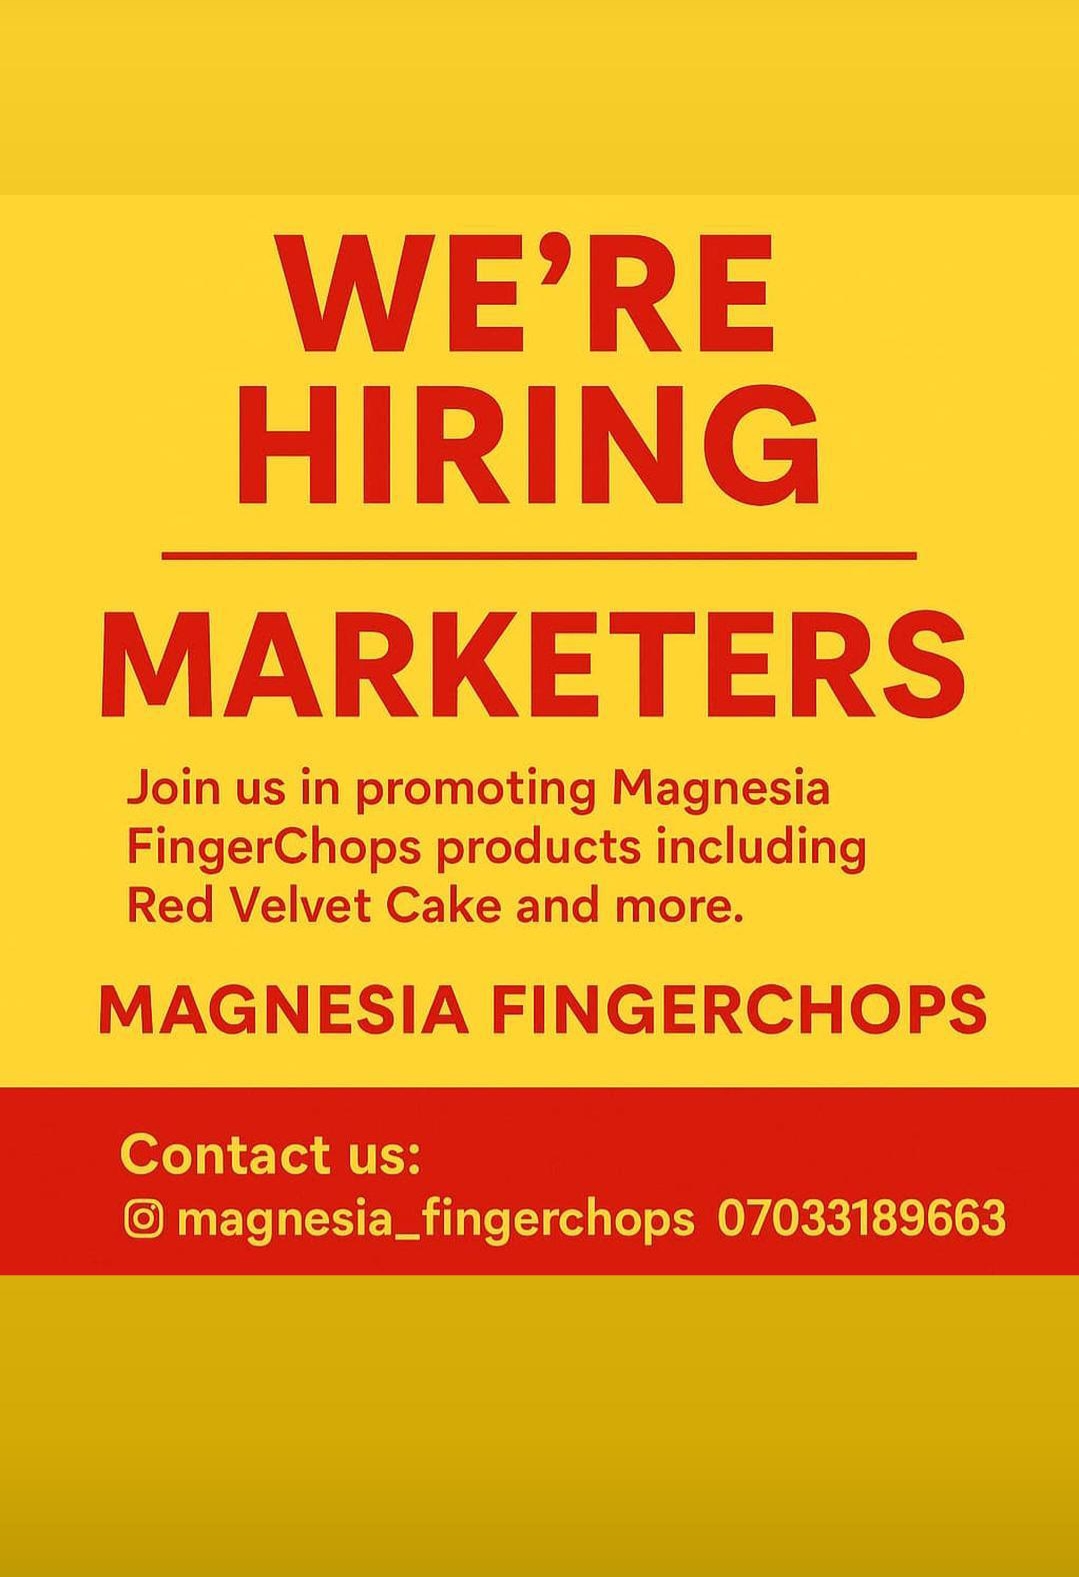 WE’RE
HIRING
MARKETERS
Join us in promoting Magnesia
FingerChops products including
Red Velvet Cake and more.
MAGNESIA FINGERCHOPS
Contact us:
magnesia_fingerchops 07033189663